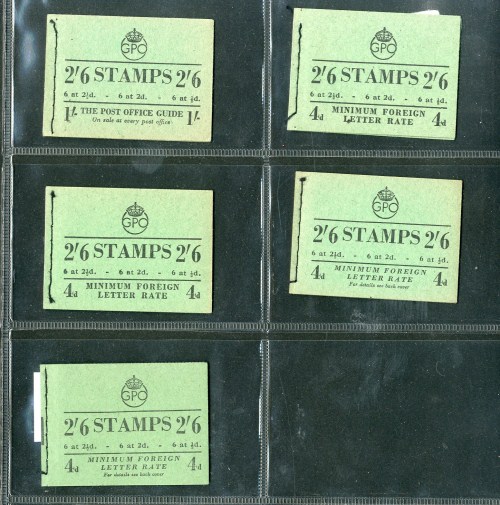 GPO
2/6 STAMPS 2/6
6 at 2½d. - 6 at 2d. - 6 at ½d.
1/- THE POST OFFICE GUIDE 1/-
On sale at every post office
GPO
2/6 STAMPS 2/6
6 at 2½d. - 6 at 2d. - 6 at ½d.
4d MINIMUM FOREIGN 4d
LETTER RATE
GPO
2/6 STAMPS 2/6
6 at 2½d. - 6 at 2d. - 6 at ½d.
4d MINIMUM FOREIGN 4d
LETTER RATE
GPO
2/6 STAMPS 2/6
6 at 2½d. - 6 at 2d. - 6 at ½d.
4d MINIMUM FOREIGN 4d
LETTER RATE
For details see back cover
GPO
2/6 STAMPS 2/6
6 at 2½d. - 6 at 2d. - 6 at ½d.
4d MINIMUM FOREIGN 4d
LETTER RATE
For details see back cover